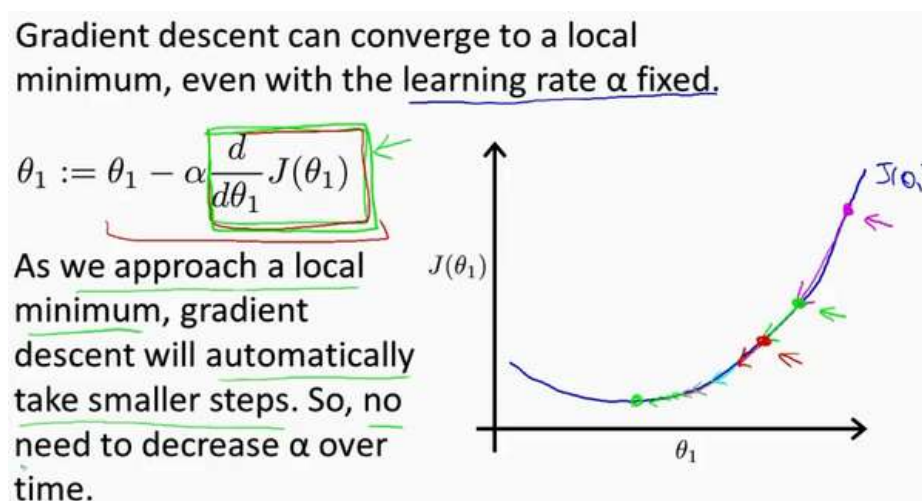 Gradient descent can converge to a local
minimum, even with the learning rate α fixed.
θ₁ := θ₁ − α d/dθ₁ J(θ₁)
As we approach a local
minimum, gradient
descent will automatically
take smaller steps. So, no
need to decrease α over
time.
J(θ₁)
J(θ₁)
θ₁